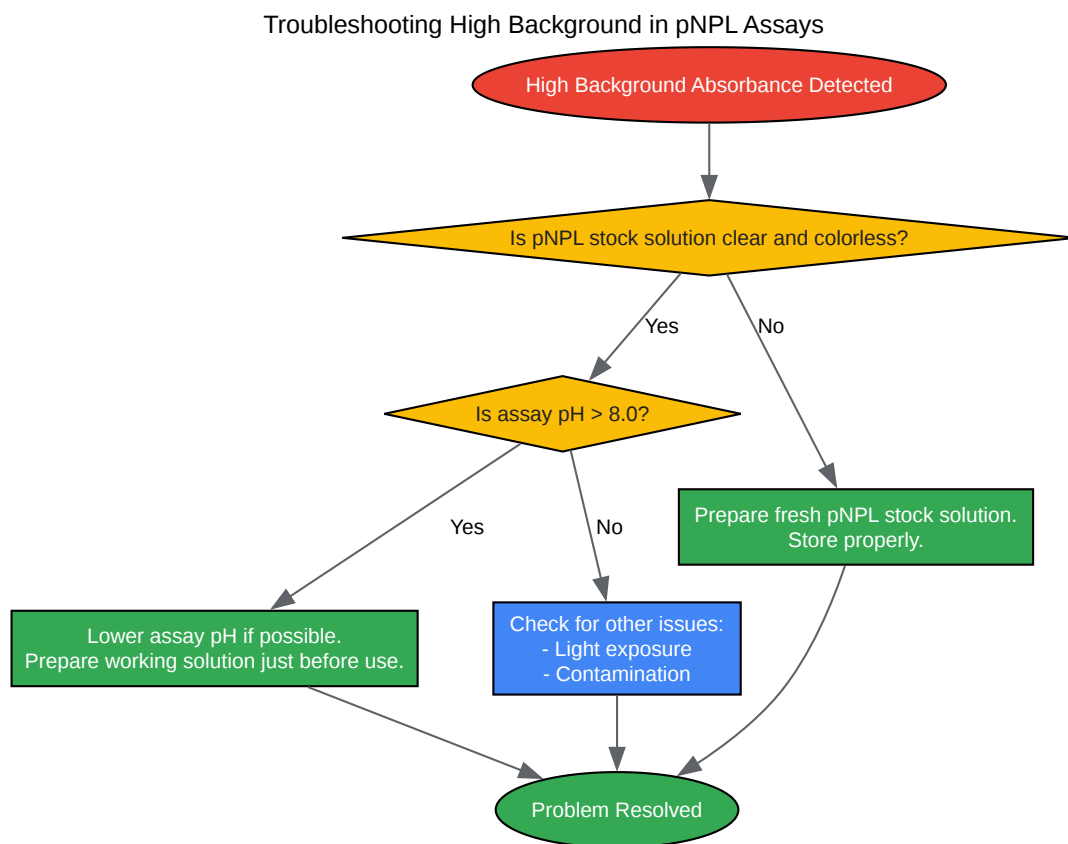 Troubleshooting High Background in pNPL Assays
High Background Absorbance Detected
Is pNPL stock solution clear and colorless?
Yes
No
Is assay pH > 8.0?
Prepare fresh pNPL stock solution.
Store properly.
Yes
No
Lower assay pH if possible.
Prepare working solution just before use.
Check for other issues:
- Light exposure
- Contamination
Problem Resolved